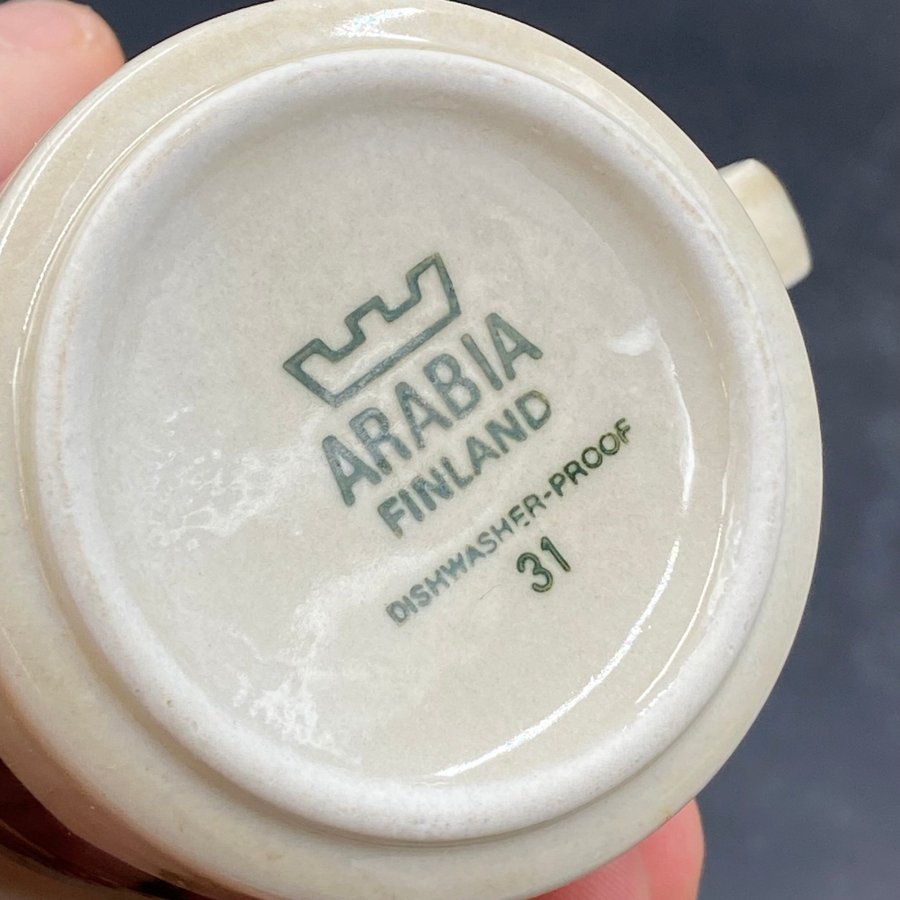 ARABIA
FINLAND
DISHWASHER-PROOF
31